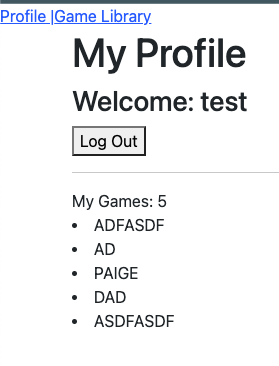 Profile |Game Library
My Profile
Welcome: test
Log Out
My Games: 5
ADFASDF
AD
PAIGE
DAD
ASDFASDF